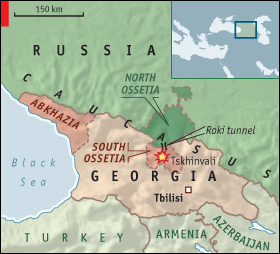 150 km
RUSSIA
CAUCASUS
NORTH
OSSETIA
ABKHAZIA
Roki tunnel
SOUTH
OSSETIA
Tskhinvali
Black
Sea
GEORGIA
Tbilisi
TURKEY
ARMENIA
AZERBAIJAN